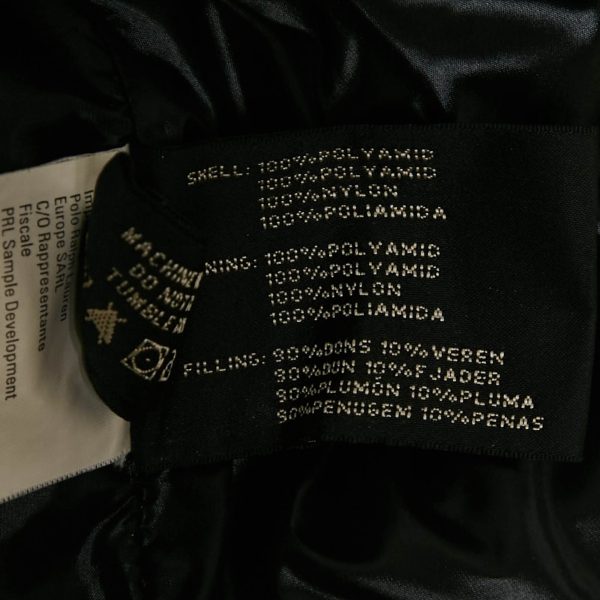 SHELL: 100%POLYAMID
100%POLYAMID
100%NYLON
100%POLIAMIDA
NING: 100%POLYAMID
100%POLYAMID
100%NYLON
100%POLIAMIDA
FILLING: 90%DONS 10%VEREN
90%DUN 10%FJADER
90%PLUMÓN 10%PLUMA
90%PENUGEM 10%PENAS
MACHINE
DO NOT
TUMBLE
Polo Ralph Lauren
Europe SARL
C/O Rappresentante
Fiscale
PRL Sample Development